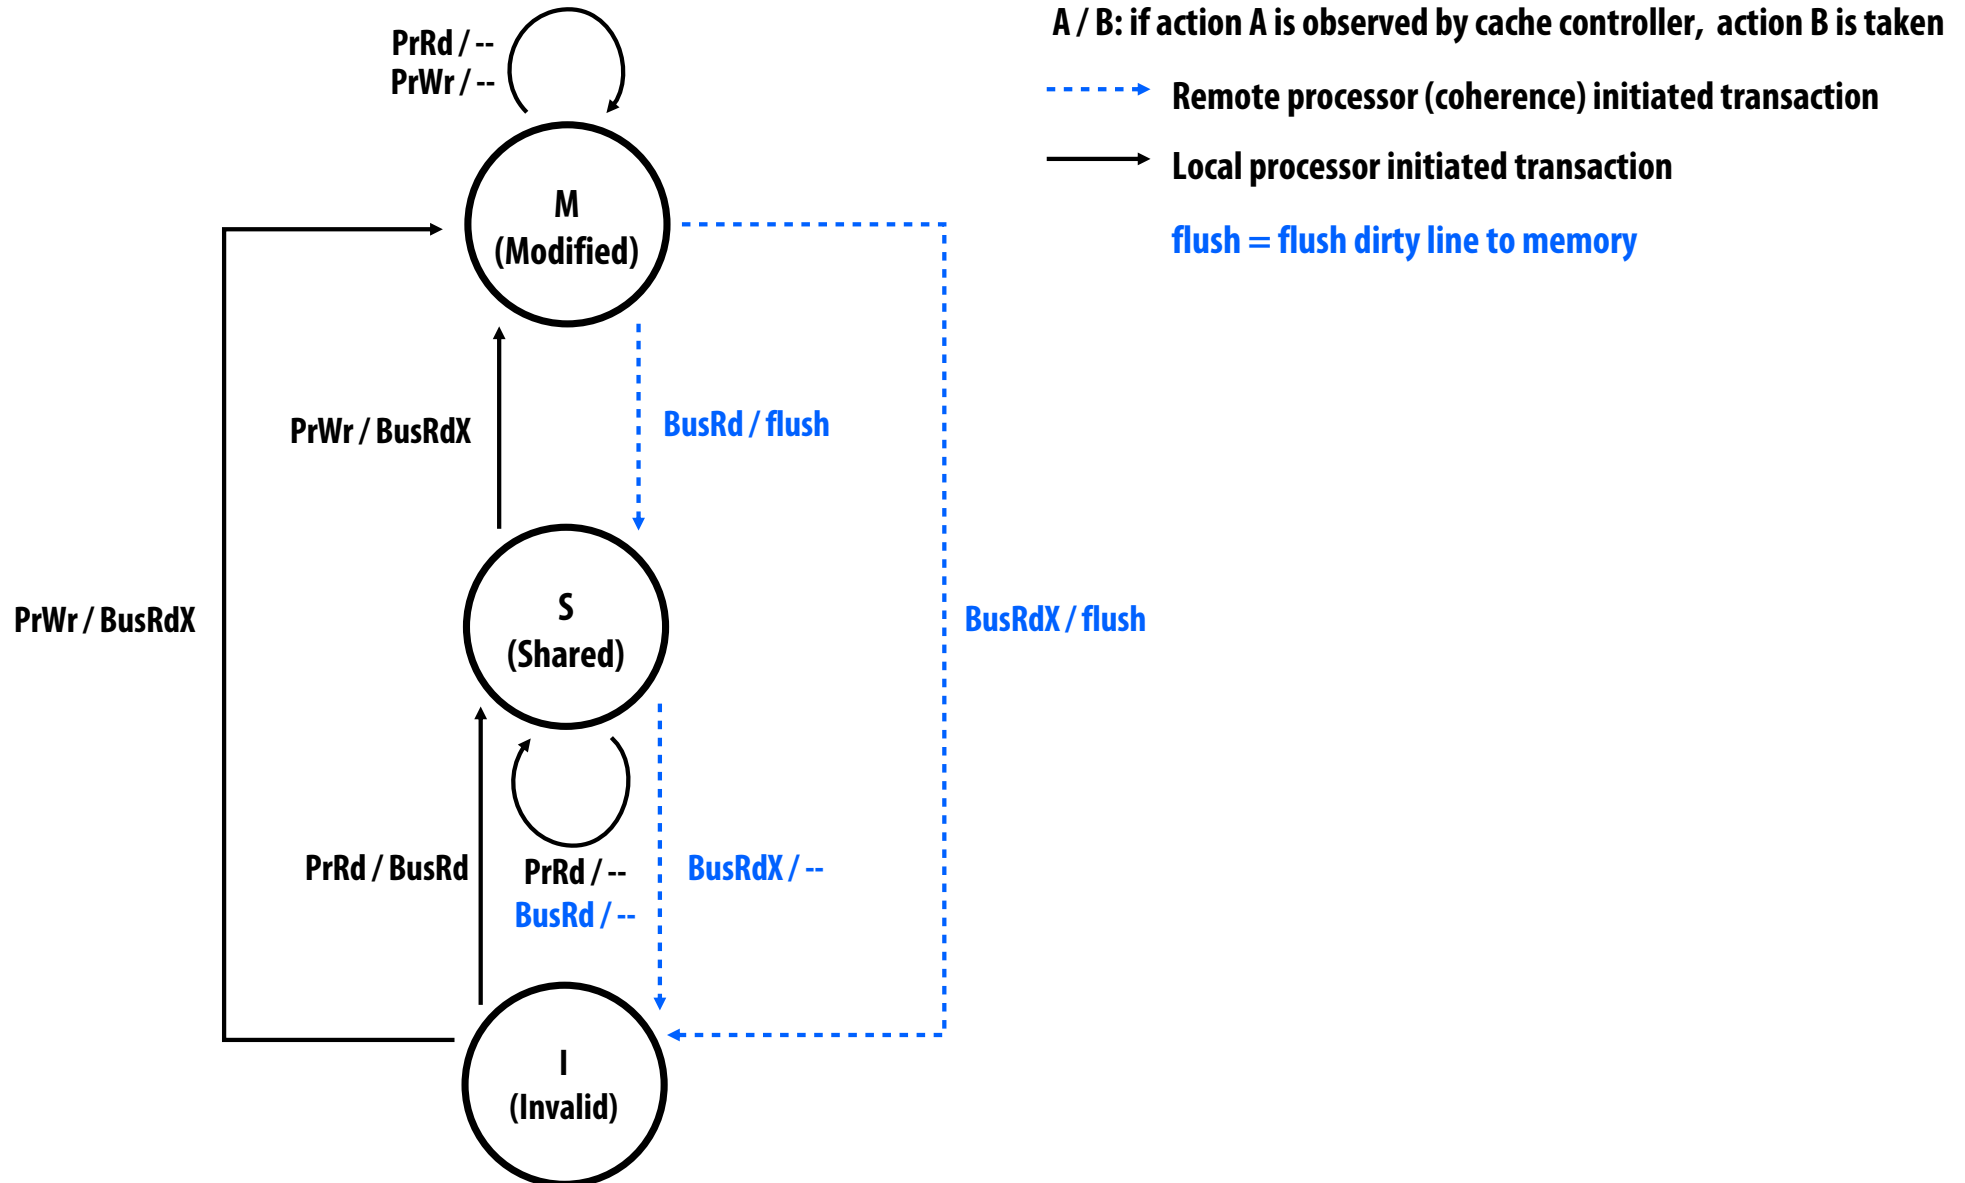 PrRd / --
PrWr / --
A / B: if action A is observed by cache controller, action B is taken
Remote processor (coherence) initiated transaction
Local processor initiated transaction
flush = flush dirty line to memory
M
(Modified)
PrWr / BusRdX
BusRd / flush
PrWr / BusRdX
S
(Shared)
BusRdX / flush
PrRd / BusRd
PrRd / --
BusRd / --
BusRdX / --
I
(Invalid)